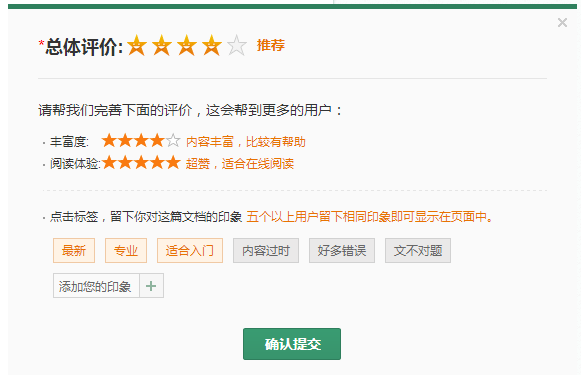 *总体评价: 推荐
请帮我们完善下面的评价，这会帮到更多的用户：
· 丰富度: 内容丰富，比较有帮助
· 阅读体验: 超赞，适合在线阅读
· 点击标签，留下你对这篇文档的印象 五个以上用户留下相同印象即可显示在页面中。
最新 专业 适合入门 内容过时 好多错误 文不对题
添加您的印象 +
确认提交